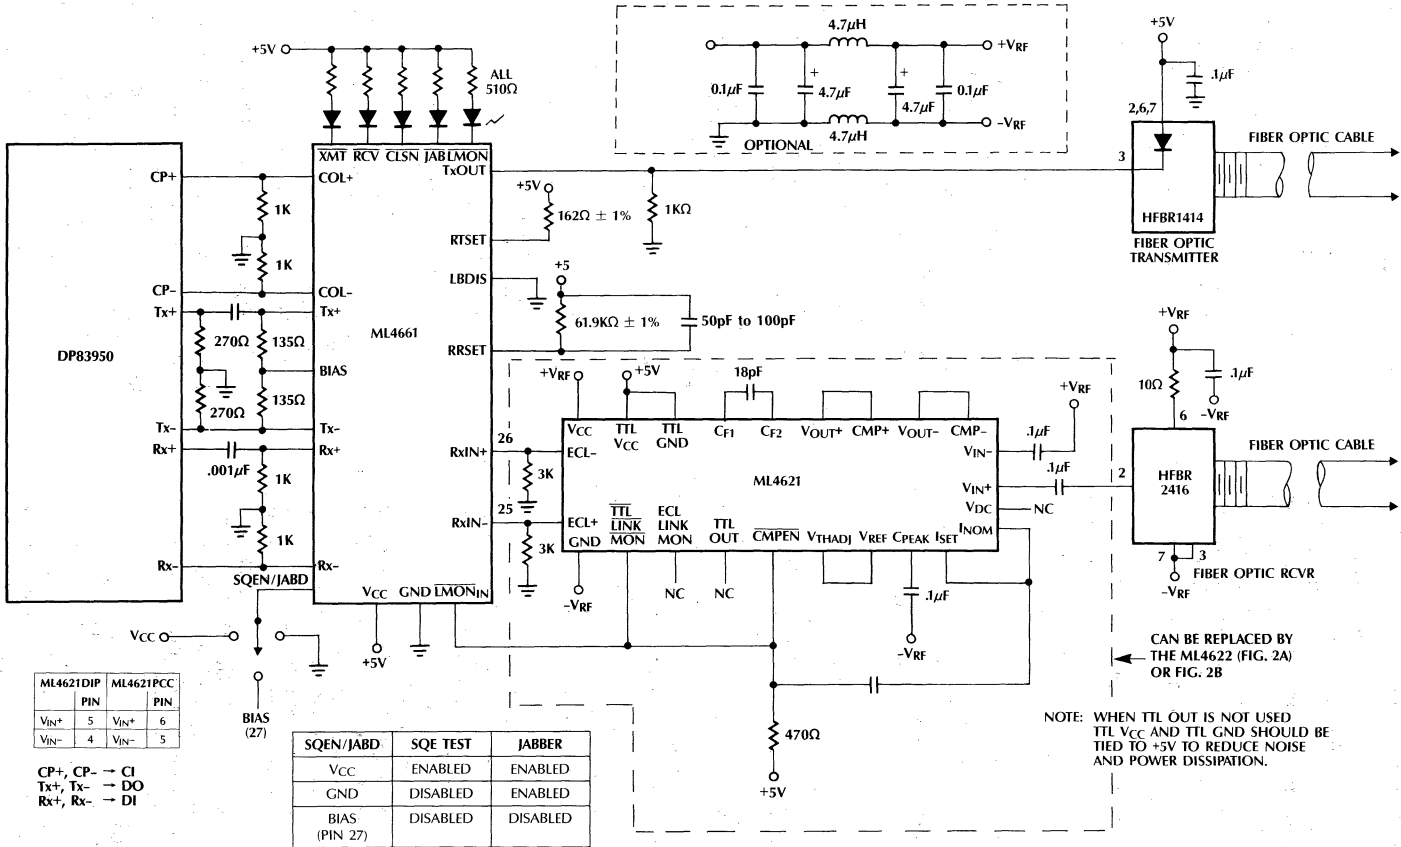 +5V
ALL
510Ω
4.7μH
+VRF
0.1μF
+
4.7μF
+
4.7μF
0.1μF
4.7μH
-VRF
OPTIONAL
+5V
.1μF
2,6,7
3
HFBR1414
FIBER OPTIC
TRANSMITTER
FIBER OPTIC CABLE
DP83950
CP+
CP-
Tx+
Tx-
Rx+
Rx-
1K
1K
270Ω
270Ω
135Ω
135Ω
.001μF
1K
1K
XMT RCV CLSN JAB LMON
TxOUT
COL+
COL-
Tx+
BIAS
Tx-
Rx+
Rx-
ML4661
RTSET
LBDIS
RRSET
RxIN+
RxIN-
VCC GND LMONIN
+5V
SQEN/JABD
VCC
BIAS
(27)
+5V
162Ω ± 1%
1KΩ
+5
61.9KΩ ± 1%
50pF to 100pF
26
25
3K
3K
+VRF
+5V
18pF
VCC
TTL
VCC
TTL
GND
CF1
CF2
VOUT+
CMP+
VOUT-
CMP-
ECL-
ML4621
VIN-
VIN+
VDC
INOM
ECL+
GND
TTL
LINK
MON
ECL
LINK
MON
TTL
OUT
CMPEN
VTHADJ
VREF
CPEAK
ISET
-VRF
NC
NC
.1μF
-VRF
NC
+VRF
.1μF
.1μF
470Ω
+5V
+VRF
10Ω
.1μF
-VRF
6
2
HFBR
2416
7
3
-VRF
FIBER OPTIC RCVR
FIBER OPTIC CABLE
CAN BE REPLACED BY
THE ML4622 (FIG. 2A)
OR FIG. 2B
NOTE: WHEN TTL OUT IS NOT USED
TTL VCC AND TTL GND SHOULD BE
TIED TO +5V TO REDUCE NOISE
AND POWER DISSIPATION.
ML4621DIP ML4621PCC
PIN PIN
VIN+ 5 VIN+ 6
VIN- 4 VIN- 5
CP+, CP- → CI
Tx+, Tx- → DO
Rx+, Rx- → DI
SQEN/JABD SQE TEST JABBER
VCC ENABLED ENABLED
GND DISABLED ENABLED
BIAS DISABLED DISABLED
(PIN 27)